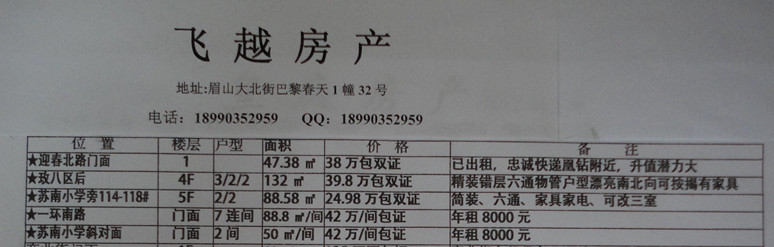 飞越房产
地址:眉山大北街巴黎春天1幢32号
电话：18990352959 QQ：18990352959
位置 楼层 户型 面积 价格 备注
★迎春北路门面 1 47.38㎡ 38万包双证 已出租，忠诚快递凰钻附近，升值潜力大
★玫八区后 4F 3/2/2 132㎡ 39.8万包双证 精装错层六通物管户型漂亮南北向可按揭有家具
★苏南小学旁114-118# 5F 2/2 88.58㎡ 24.98万包双证 简装、六通、家具家电、可改三室
★一环南路 门面 7连间 88.8㎡/间 42万/间包证 年租8000元
★苏南小学斜对面 门面 2间 50㎡/间 42万/间包证 年租8000元